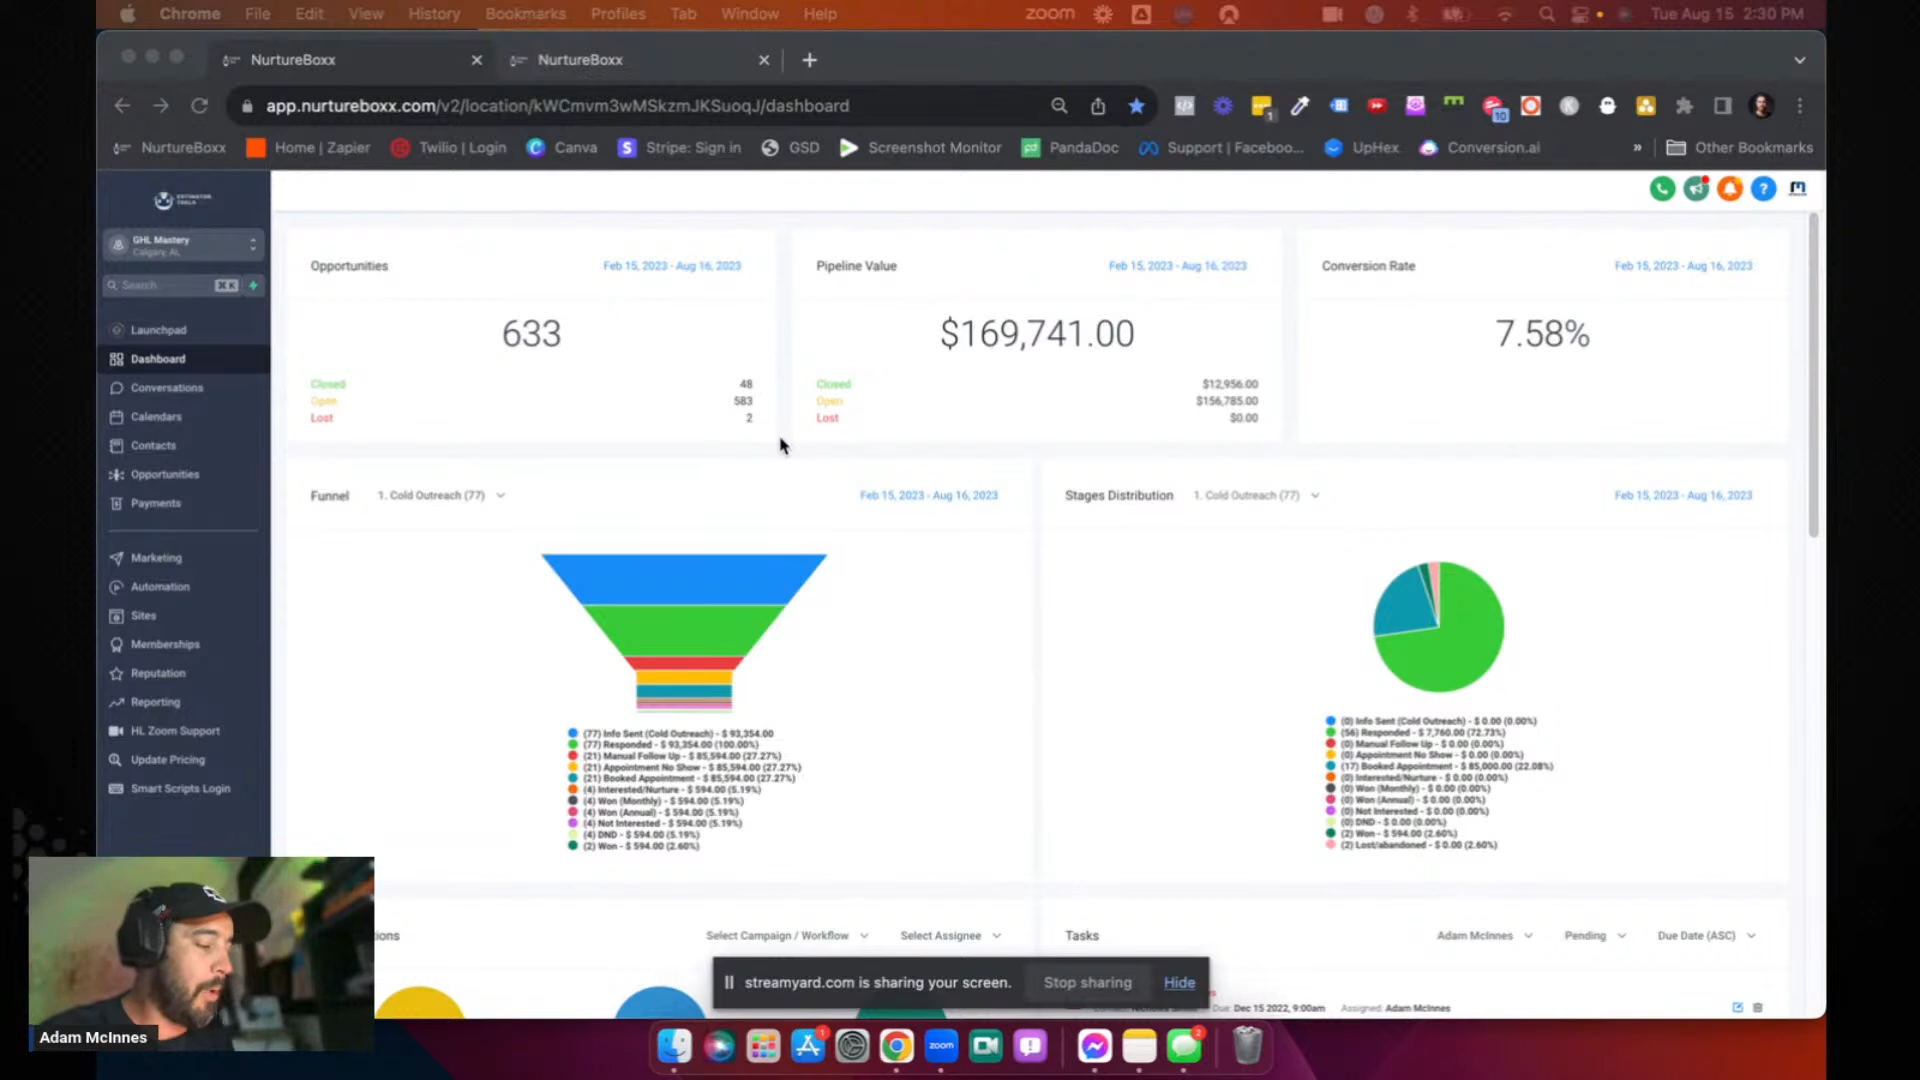 Chrome File Edit View History Bookmarks Profiles Tab Window Help zoom Tue Aug 15 2:30 PM
NurtureBoxx NurtureBoxx
app.nurtureboxx.com/v2/location/kWCmvm3wMSkzmJKSuoqJ/dashboard
1 10
NurtureBoxx Home | Zapier Twilio | Login Canva Stripe: Sign in GSD Screenshot Monitor PandaDoc Support | Faceboo... UpHex Conversion.ai » Other Bookmarks
GHL Mastery
Calgary, AL
Search ⌘ K
Launchpad
Dashboard
Conversations
Calendars
Contacts
Opportunities
Payments
Marketing
Automation
Sites
Memberships
Reputation
Reporting
HL Zoom Support
Update Pricing
Smart Scripts Login
Opportunities Feb 15, 2023 - Aug 16, 2023
633
Closed 48
Open 583
Lost 2
Pipeline Value Feb 15, 2023 - Aug 16, 2023
$169,741.00
Closed $12,956.00
Open $156,785.00
Lost $0.00
Conversion Rate Feb 15, 2023 - Aug 16, 2023
7.58%
Funnel 1. Cold Outreach (77) Feb 15, 2023 - Aug 16, 2023
(77) Info Sent (Cold Outreach) - $ 93,354.00
(77) Responded - $ 93,354.00 (100.00%)
(21) Manual Follow Up - $ 85,594.00 (27.27%)
(21) Appointment No Show - $ 85,594.00 (27.27%)
(21) Booked Appointment - $ 85,594.00 (27.27%)
(4) Interested/Nurture - $ 594.00 (5.19%)
(4) Won (Monthly) - $ 594.00 (5.19%)
(4) Won (Annual) - $ 594.00 (5.19%)
(4) Not Interested - $ 594.00 (5.19%)
(4) DND - $ 594.00 (5.19%)
(2) Won - $ 594.00 (2.60%)
Stages Distribution 1. Cold Outreach (77) Feb 15, 2023 - Aug 16, 2023
(0) Info Sent (Cold Outreach) - $ 0.00 (0.00%)
(56) Responded - $ 7,760.00 (72.73%)
(0) Manual Follow Up - $ 0.00 (0.00%)
(0) Appointment No Show - $ 0.00 (0.00%)
(17) Booked Appointment - $ 85,000.00 (22.08%)
(0) Interested/Nurture - $ 0.00 (0.00%)
(0) Won (Monthly) - $ 0.00 (0.00%)
(0) Won (Annual) - $ 0.00 (0.00%)
(0) Not Interested - $ 0.00 (0.00%)
(0) DND - $ 0.00 (0.00%)
(2) Won - $ 594.00 (2.60%)
(2) Lost/abandoned - $ 0.00 (2.60%)
tions Select Campaign / Workflow Select Assignee
Tasks Adam McInnes Pending Due Date (ASC)
Due: Dec 15 2022, 9:00am Assigned: Adam McInnes
streamyard.com is sharing your screen. Stop sharing Hide
Adam McInnes
zoom
1
2